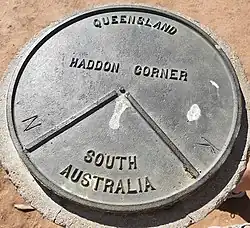 QUEENSLAND
HADDON CORNER
N
SOUTH
AUSTRALIA